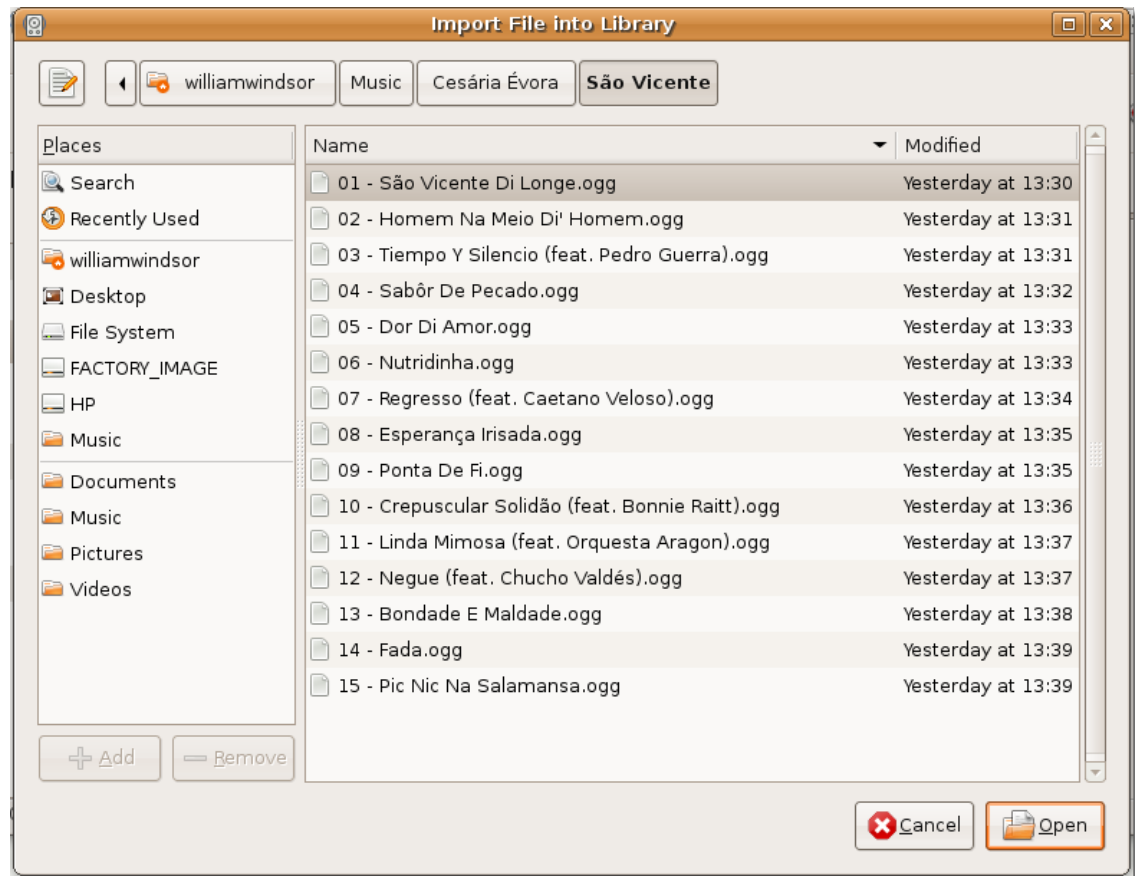 Import File into Library
williamwindsor Music Cesária Évora São Vicente
Places
Search
Recently Used
williamwindsor
Desktop
File System
FACTORY_IMAGE
HP
Music
Documents
Music
Pictures
Videos
Add Remove
Name Modified
01 - São Vicente Di Longe.ogg Yesterday at 13:30
02 - Homem Na Meio Di' Homem.ogg Yesterday at 13:31
03 - Tiempo Y Silencio (feat. Pedro Guerra).ogg Yesterday at 13:31
04 - Sabôr De Pecado.ogg Yesterday at 13:32
05 - Dor Di Amor.ogg Yesterday at 13:33
06 - Nutridinha.ogg Yesterday at 13:33
07 - Regresso (feat. Caetano Veloso).ogg Yesterday at 13:34
08 - Esperança Irisada.ogg Yesterday at 13:35
09 - Ponta De Fi.ogg Yesterday at 13:35
10 - Crepuscular Solidão (feat. Bonnie Raitt).ogg Yesterday at 13:36
11 - Linda Mimosa (feat. Orquesta Aragon).ogg Yesterday at 13:37
12 - Negue (feat. Chucho Valdés).ogg Yesterday at 13:37
13 - Bondade E Maldade.ogg Yesterday at 13:38
14 - Fada.ogg Yesterday at 13:39
15 - Pic Nic Na Salamansa.ogg Yesterday at 13:39
Cancel Open